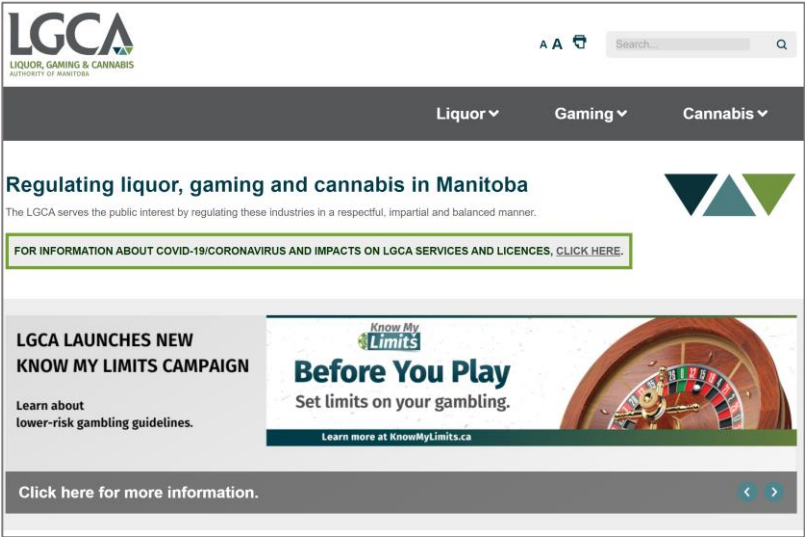 LGCA
LIQUOR, GAMING & CANNABIS
AUTHORITY OF MANITOBA
A A
Search...
Liquor
Gaming
Cannabis
Regulating liquor, gaming and cannabis in Manitoba
The LGCA serves the public interest by regulating these industries in a respectful, impartial and balanced manner.
FOR INFORMATION ABOUT COVID-19/CORONAVIRUS AND IMPACTS ON LGCA SERVICES AND LICENCES, CLICK HERE.
LGCA LAUNCHES NEW
KNOW MY LIMITS CAMPAIGN
Learn about
lower-risk gambling guidelines.
Know My
Limits
Before You Play
Set limits on your gambling.
Learn more at KnowMyLimits.ca
Click here for more information.